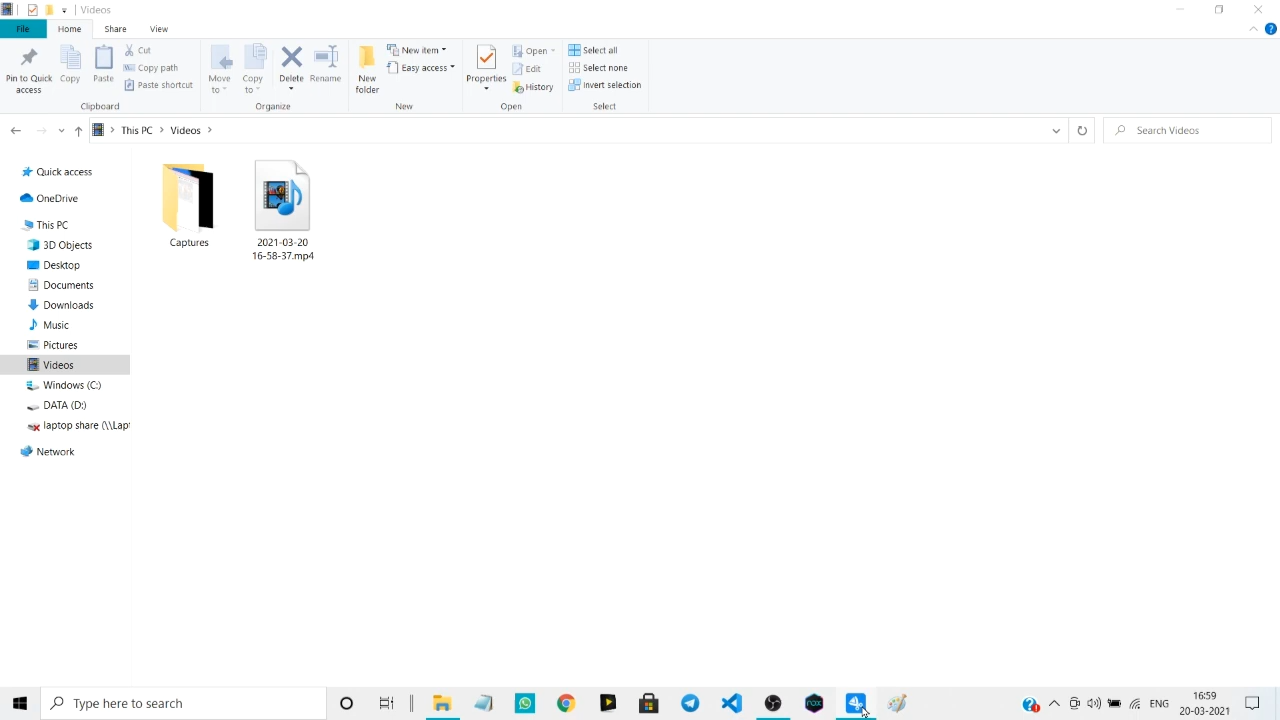 Videos
File Home Share View
Pin to Quick access
Copy
Paste
Cut
Copy path
Paste shortcut
Clipboard
Move to
Copy to
Delete
Rename
Organize
New folder
New item
Easy access
New
Properties
Open
Edit
History
Open
Select all
Select none
Invert selection
Select
This PC Videos
Search Videos
Quick access
OneDrive
This PC
3D Objects
Desktop
Documents
Downloads
Music
Pictures
Videos
Windows (C:)
DATA (D:)
laptop share (\\Lapt
Network
Captures
2021-03-20
16-58-37.mp4
Type here to search
nox
ENG
16:59
20-03-2021